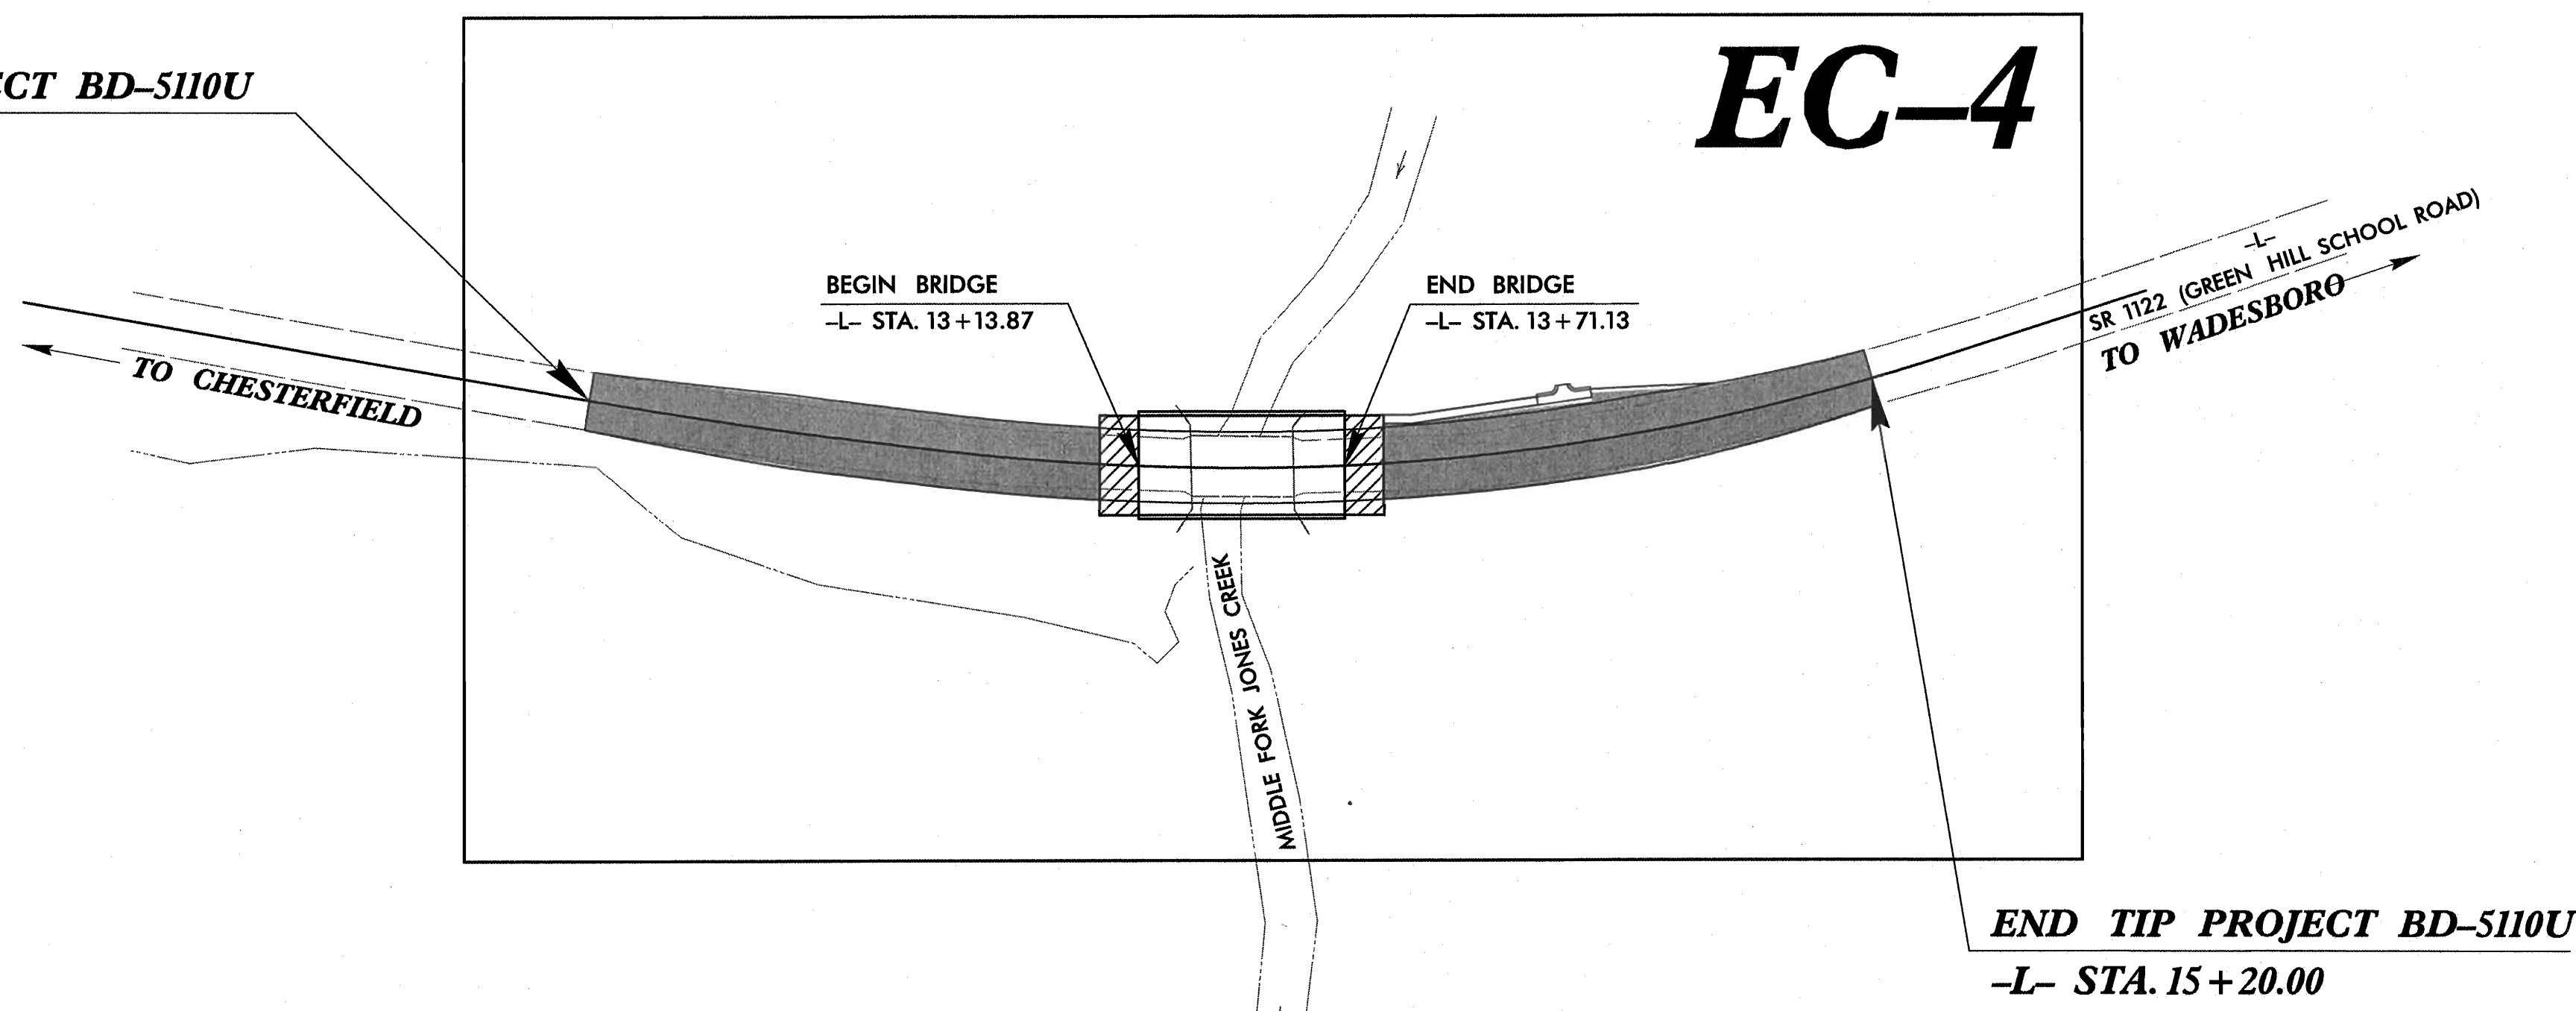 EC–4
BD–5110U
BEGIN BRIDGE
–L– STA. 13+13.87
END BRIDGE
–L– STA. 13+71.13
–L–
SR 1122 (GREEN HILL SCHOOL ROAD)
TO WADESBORO
TO CHESTERFIELD
MIDDLE FORK JONES CREEK
END TIP PROJECT BD–5110U
–L– STA. 15+20.00